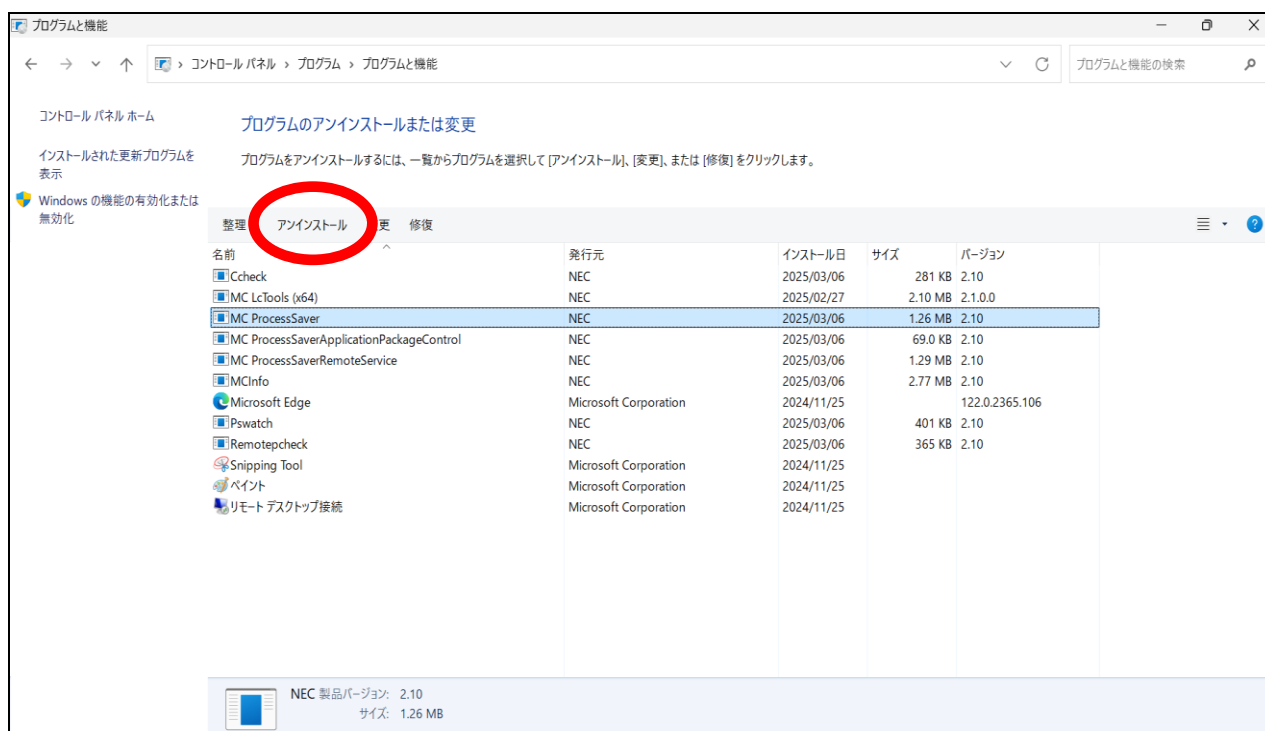 プログラムと機能
コントロール パネル › プログラム › プログラムと機能
プログラムと機能の検索
コントロール パネル ホーム
インストールされた更新プログラムを
表示
Windows の機能の有効化または
無効化
プログラムのアンインストールまたは変更
プログラムをアンインストールするには、一覧からプログラムを選択して [アンインストール]、[変更]、または [修復] をクリックします。
整理 アンインストール 更 修復
名前 発行元 インストール日 サイズ バージョン
Ccheck NEC 2025/03/06 281 KB 2.10
MC LcTools (x64) NEC 2025/02/27 2.10 MB 2.1.0.0
MC ProcessSaver NEC 2025/03/06 1.26 MB 2.10
MC ProcessSaverApplicationPackageControl NEC 2025/03/06 69.0 KB 2.10
MC ProcessSaverRemoteService NEC 2025/03/06 1.29 MB 2.10
MCInfo NEC 2025/03/06 2.77 MB 2.10
Microsoft Edge Microsoft Corporation 2024/11/25 122.0.2365.106
Pswatch NEC 2025/03/06 401 KB 2.10
Remotepcheck NEC 2025/03/06 365 KB 2.10
Snipping Tool Microsoft Corporation 2024/11/25
ペイント Microsoft Corporation 2024/11/25
リモート デスクトップ接続 Microsoft Corporation 2024/11/25
NEC 製品バージョン: 2.10
サイズ: 1.26 MB